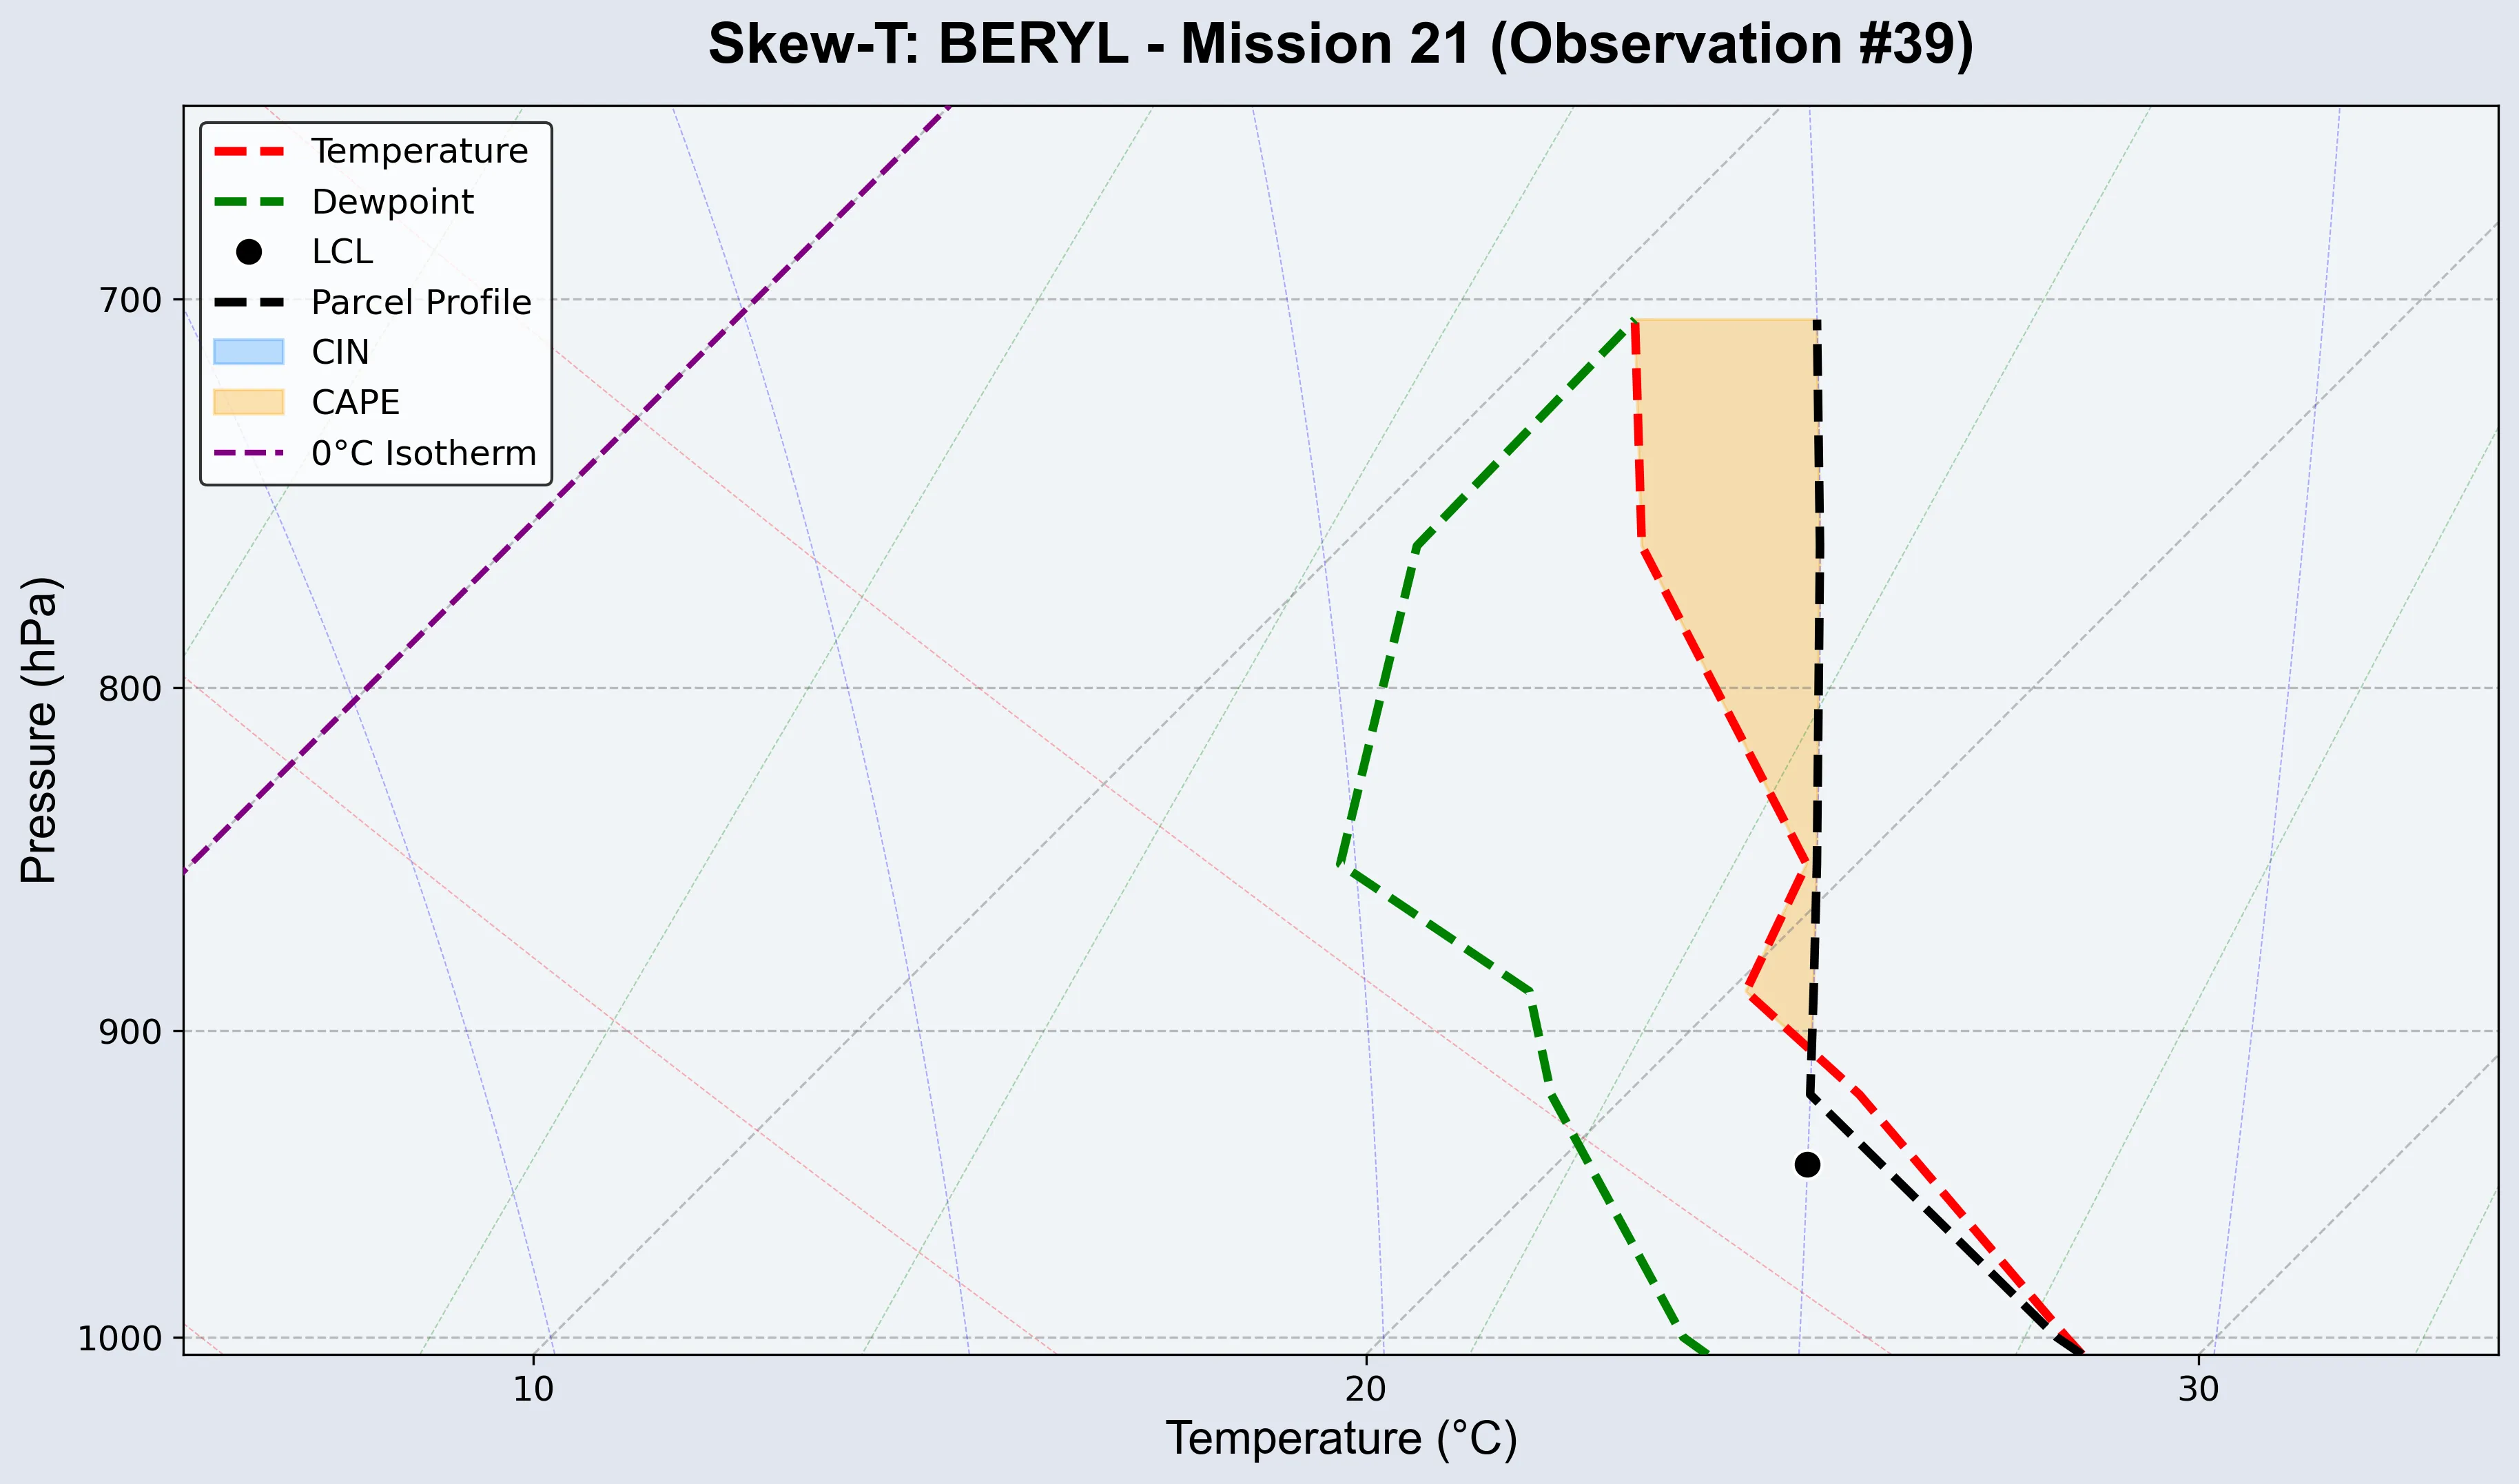 Skew-T: BERYL - Mission 21 (Observation #39)
Temperature
Dewpoint
LCL
Parcel Profile
CIN
CAPE
0°C Isotherm
Pressure (hPa)
700
800
900
1000
10 20 30
Temperature (°C)